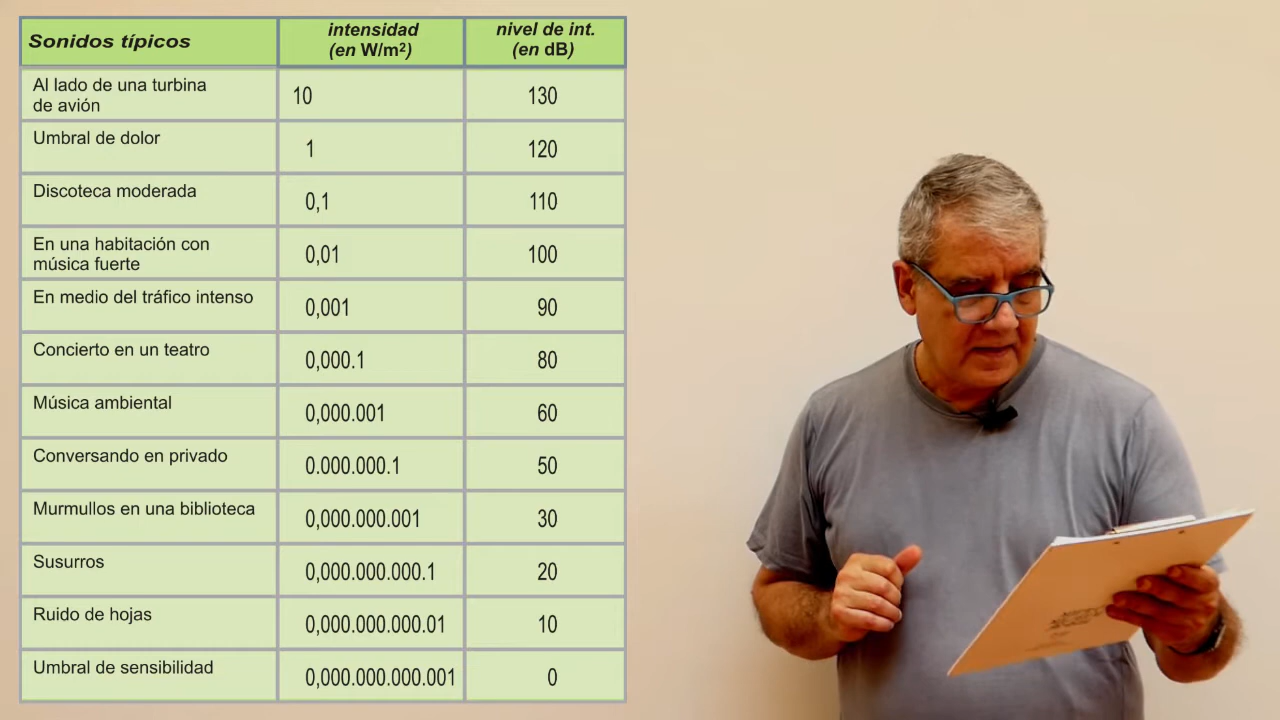 Sonidos típicos
intensidad
(en W/m²)
nivel de int.
(en dB)
Al lado de una turbina
de avión
10
130
Umbral de dolor
1
120
Discoteca moderada
0,1
110
En una habitación con
música fuerte
0,01
100
En medio del tráfico intenso
0,001
90
Concierto en un teatro
0,000.1
80
Música ambiental
0,000.001
60
Conversando en privado
0.000.000.1
50
Murmullos en una biblioteca
0,000.000.001
30
Susurros
0,000.000.000.1
20
Ruido de hojas
0,000.000.000.01
10
Umbral de sensibilidad
0,000.000.000.001
0